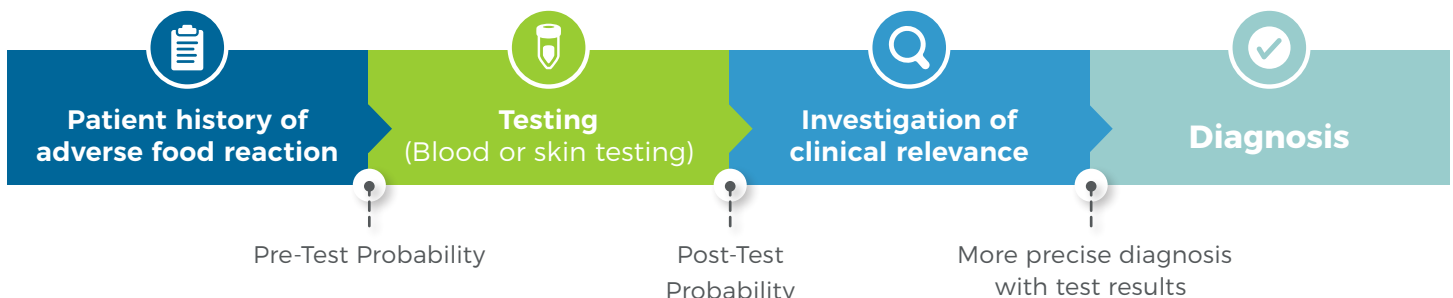 Patient history of
adverse food reaction
Testing
(Blood or skin testing)
Investigation of
clinical relevance
Diagnosis
Pre-Test Probability
Post-Test
Probability
More precise diagnosis
with test results